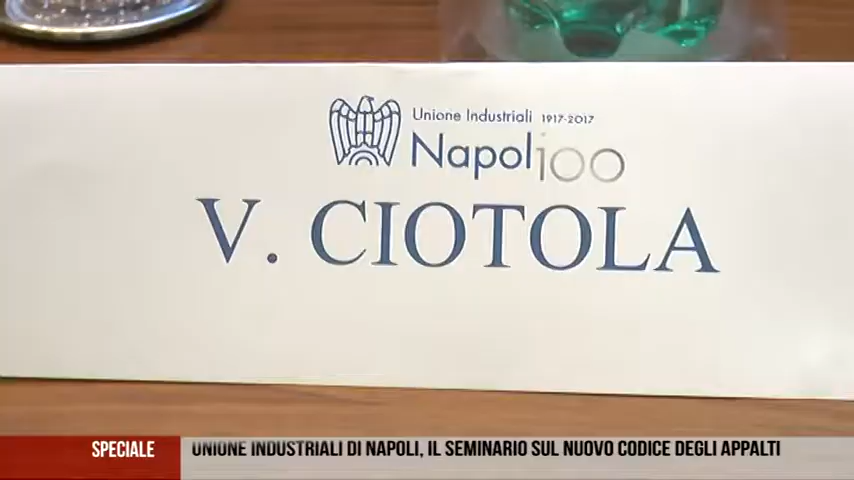 Unione Industriali 1917-2017
Napoli100
V. CIOTOLA
SPECIALE
UNIONE INDUSTRIALI DI NAPOLI, IL SEMINARIO SUL NUOVO CODICE DEGLI APPALTI